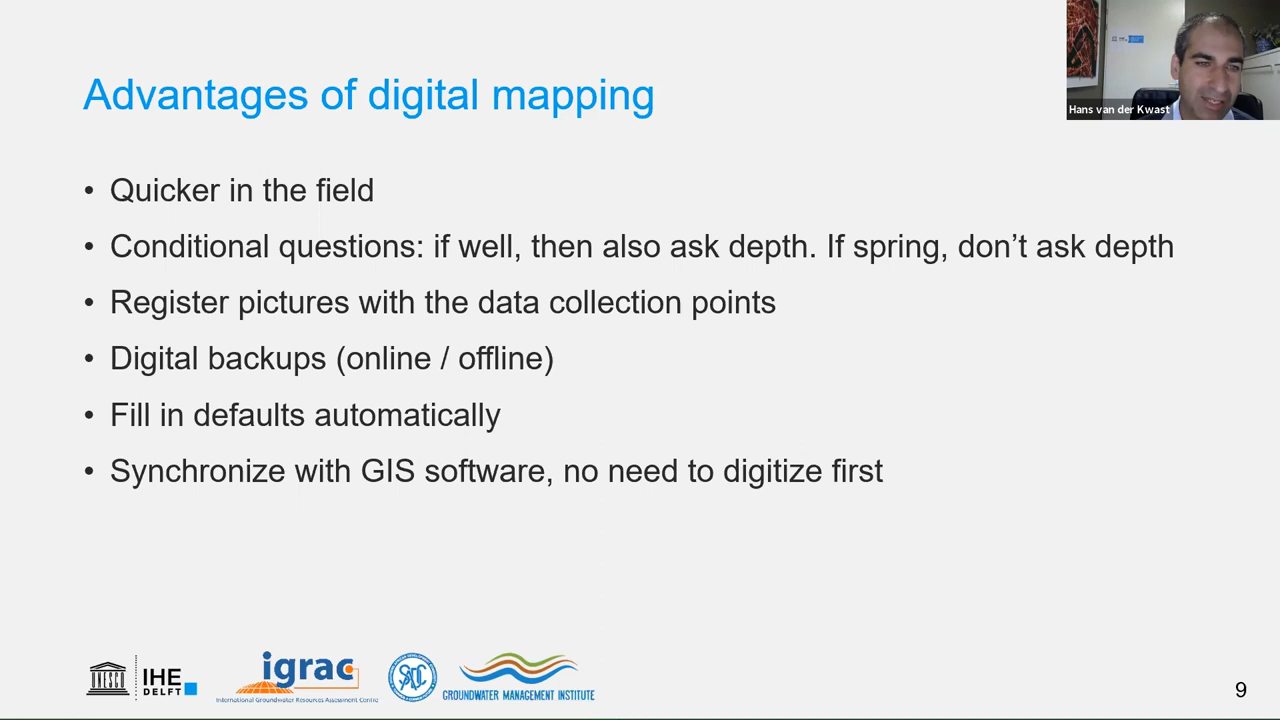 Advantages of digital mapping
Hans van der Kwast
• Quicker in the field
• Conditional questions: if well, then also ask depth. If spring, don’t ask depth
• Register pictures with the data collection points
• Digital backups (online / offline)
• Fill in defaults automatically
• Synchronize with GIS software, no need to digitize first
UNESCO
IHE
DELFT
igrac
International Groundwater Resources Assessment Centre
GROUNDWATER MANAGEMENT INSTITUTE
9